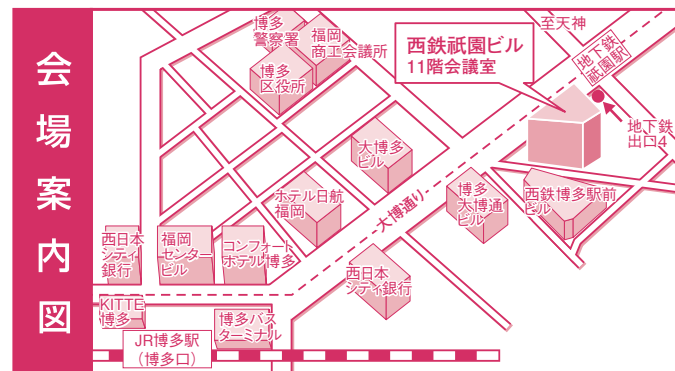 会場案内図
博多
警察署
福岡
商工会議所
博多
区役所
西鉄祇園ビル
11階会議室
至天神
地下鉄
祇園駅
地下鉄
出口4
大博多
ビル
ホテル日航
福岡
大博通り
博多
大博通
ビル
西鉄博多駅前
ビル
西日本
シティ
銀行
福岡
センター
ビル
コンフォート
ホテル博多
西日本
シティ銀行
KITTE
博多
博多バス
ターミナル
JR博多駅
（博多口）